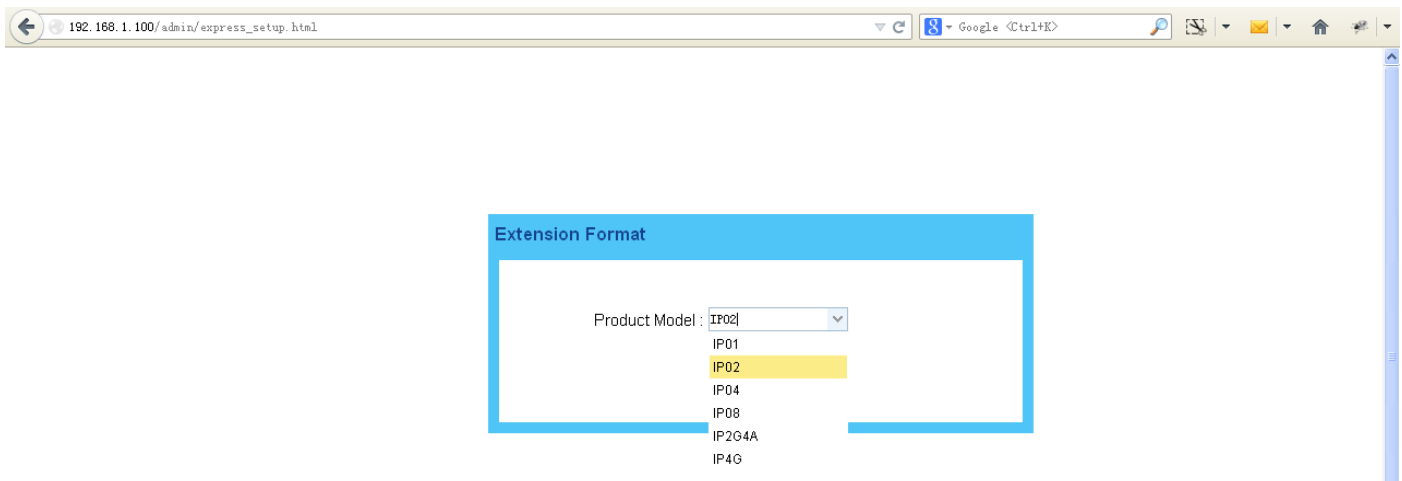 192.168.1.100/admin/express_setup.html
8 Google <Ctrl+K>
Extension Format
Product Model : IP02
IP01
IP02
IP04
IP08
IP2G4A
IP4G